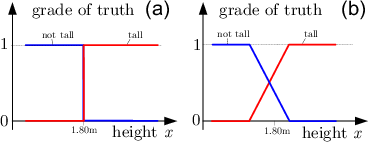 grade of truth (a)
not tall tall
1
0
1.80m
height x
grade of truth (b)
not tall tall
1
0
1.80m
height x